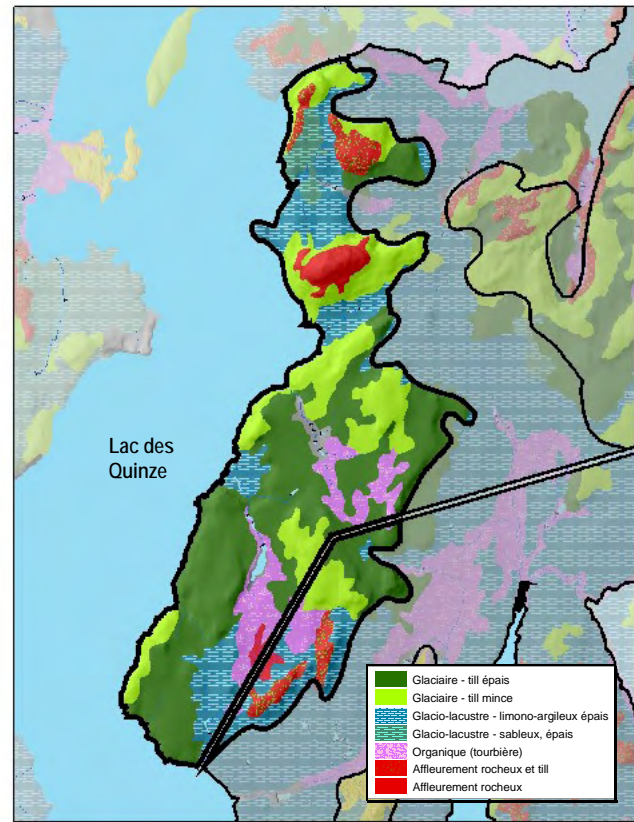 Lac des
Quinze
Glaciaire - till épais
Glaciaire - till mince
Glacio-lacustre - limono-argileux épais
Glacio-lacustre - sableux, épais
Organique (tourbière)
Affleurement rocheux et till
Affleurement rocheux